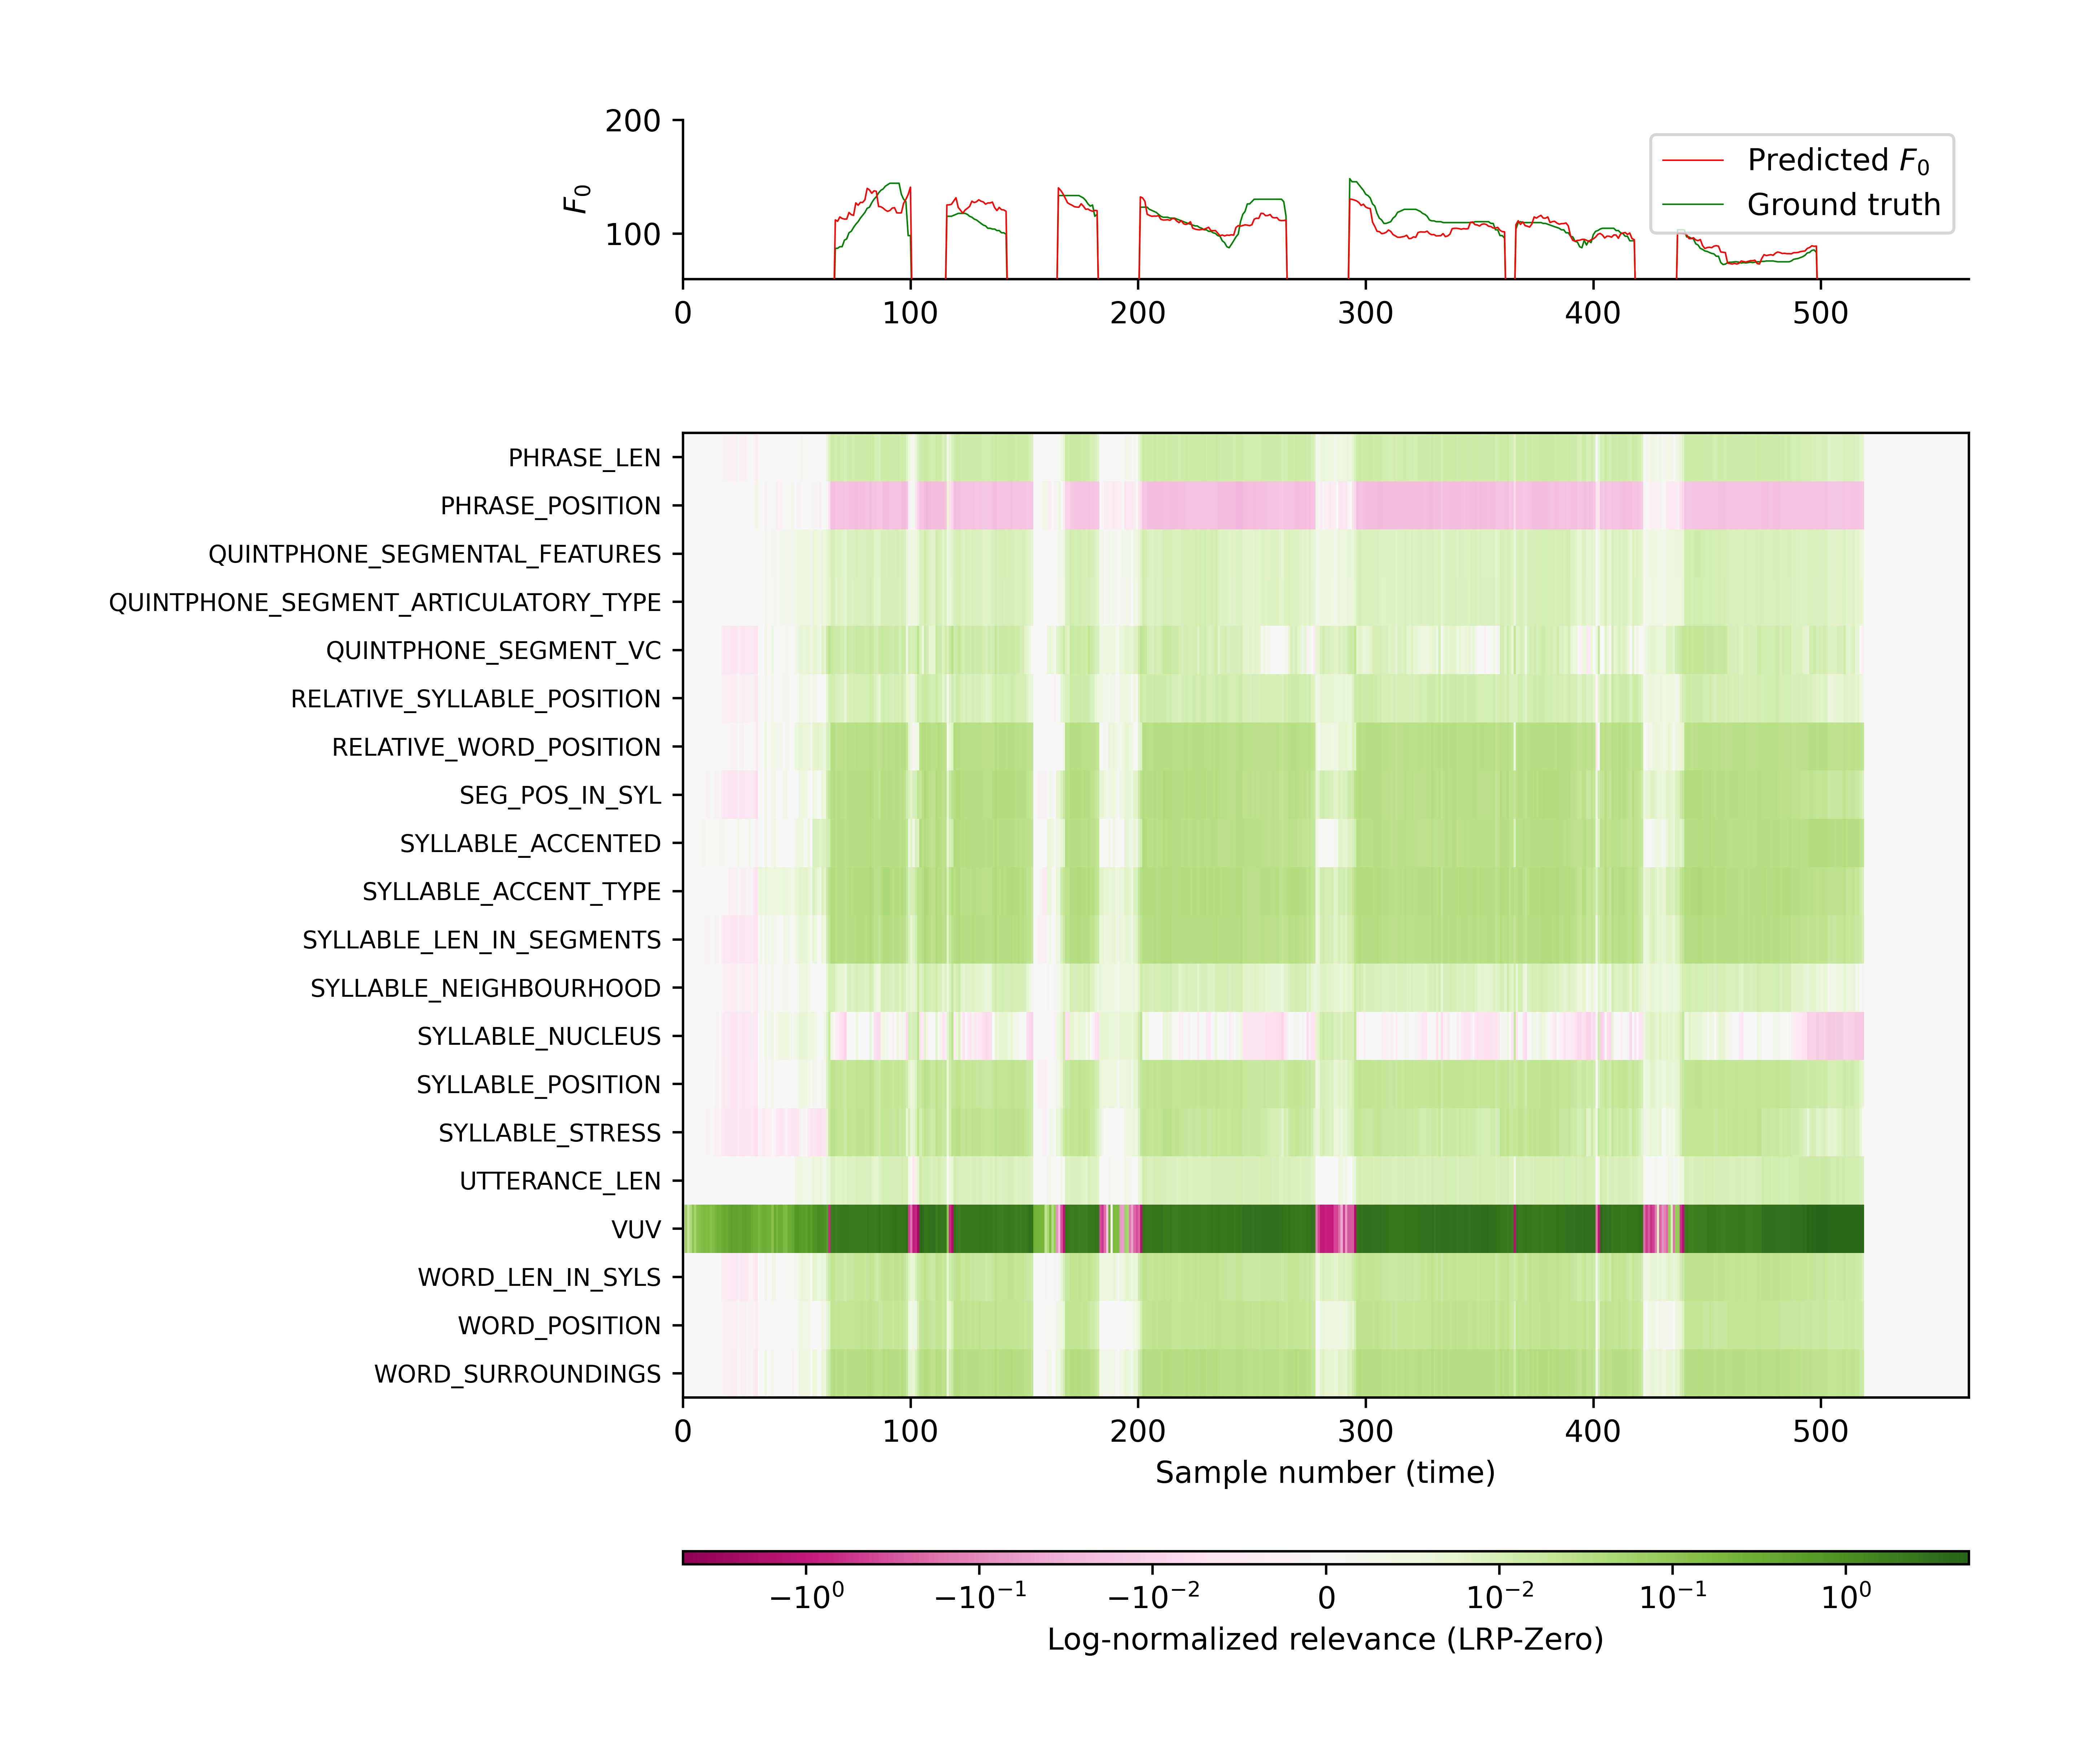 200
100
F₀
Predicted F₀
Ground truth
0 100 200 300 400 500
PHRASE_LEN
PHRASE_POSITION
QUINTPHONE_SEGMENTAL_FEATURES
QUINTPHONE_SEGMENT_ARTICULATORY_TYPE
QUINTPHONE_SEGMENT_VC
RELATIVE_SYLLABLE_POSITION
RELATIVE_WORD_POSITION
SEG_POS_IN_SYL
SYLLABLE_ACCENTED
SYLLABLE_ACCENT_TYPE
SYLLABLE_LEN_IN_SEGMENTS
SYLLABLE_NEIGHBOURHOOD
SYLLABLE_NUCLEUS
SYLLABLE_POSITION
SYLLABLE_STRESS
UTTERANCE_LEN
VUV
WORD_LEN_IN_SYLS
WORD_POSITION
WORD_SURROUNDINGS
0 100 200 300 400 500
Sample number (time)
−10⁰ −10⁻¹ −10⁻² 0 10⁻² 10⁻¹ 10⁰
Log-normalized relevance (LRP-Zero)